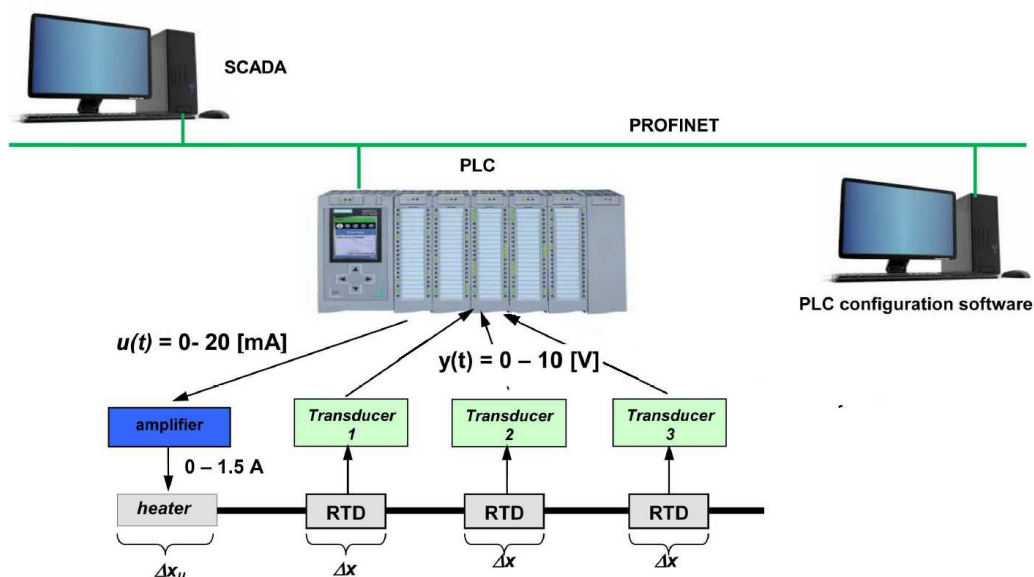 SCADA
PROFINET
PLC
PLC configuration software
u(t) = 0- 20 [mA]
y(t) = 0 – 10 [V]
amplifier
Transducer
1
Transducer
2
Transducer
3
0 – 1.5 A
heater
RTD
RTD
RTD
Δxᵤ
Δx
Δx
Δx